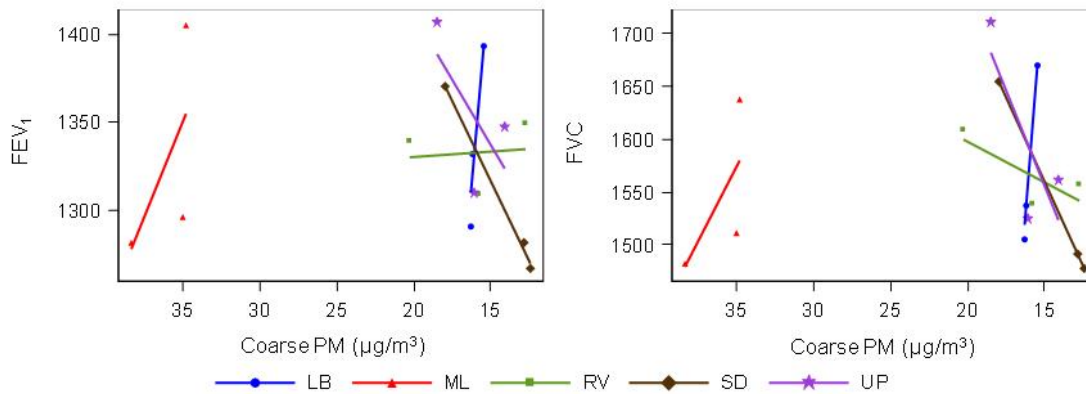 FEV1
1400
1350
1300
35 30 25 20 15
Coarse PM (μg/m³)
FVC
1700
1650
1600
1550
1500
35 30 25 20 15
Coarse PM (μg/m³)
LB ML RV SD UP